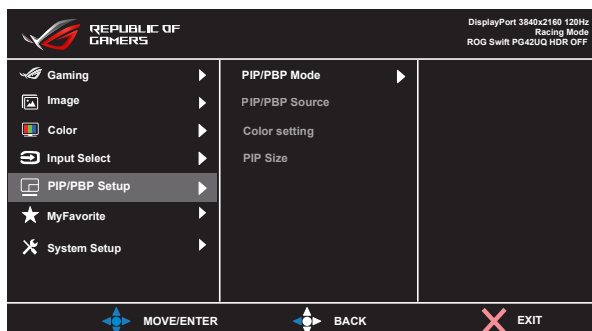 REPUBLIC OF
GAMERS
DisplayPort 3840x2160 120Hz
Racing Mode
ROG Swift PG42UQ HDR OFF
Gaming
Image
Color
Input Select
PIP/PBP Setup
MyFavorite
System Setup
PIP/PBP Mode
PIP/PBP Source
Color setting
PIP Size
MOVE/ENTER
BACK
EXIT